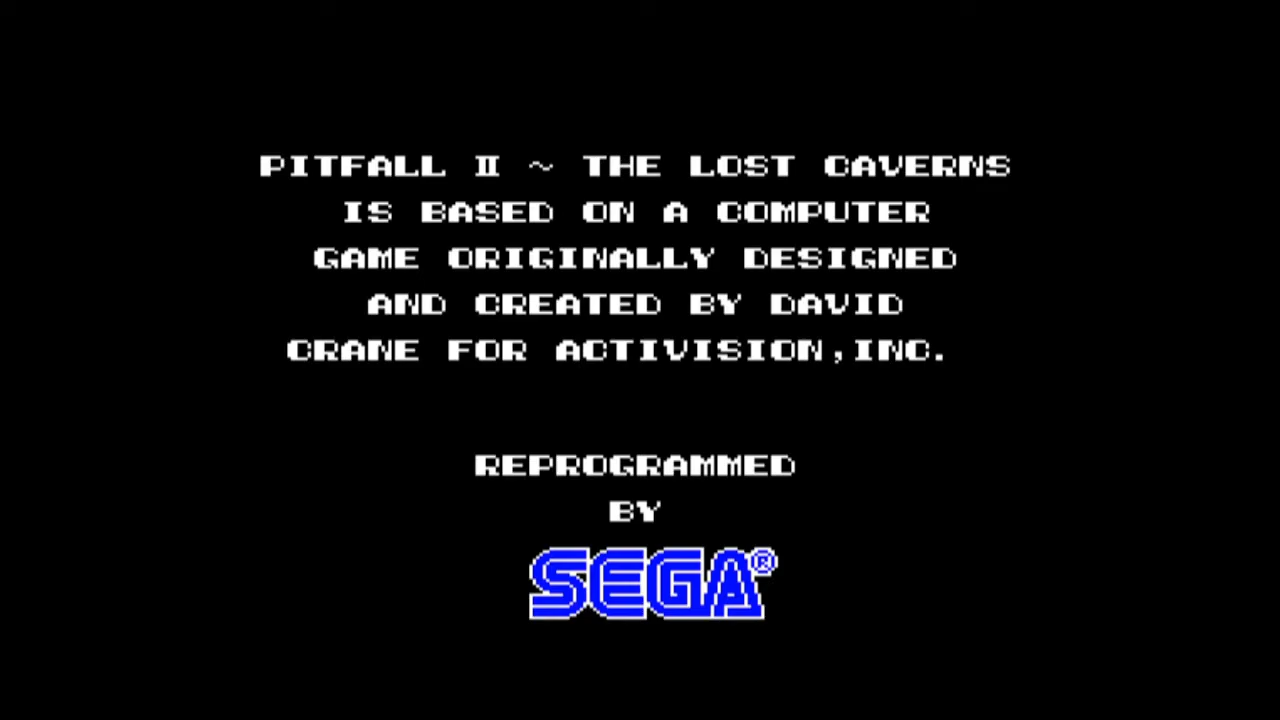 PITFALL II ~ THE LOST CAVERNS
IS BASED ON A COMPUTER
GAME ORIGINALLY DESIGNED
AND CREATED BY DAVID
CRANE FOR ACTIVISION,INC.
REPROGRAMMED
BY
SEGA®